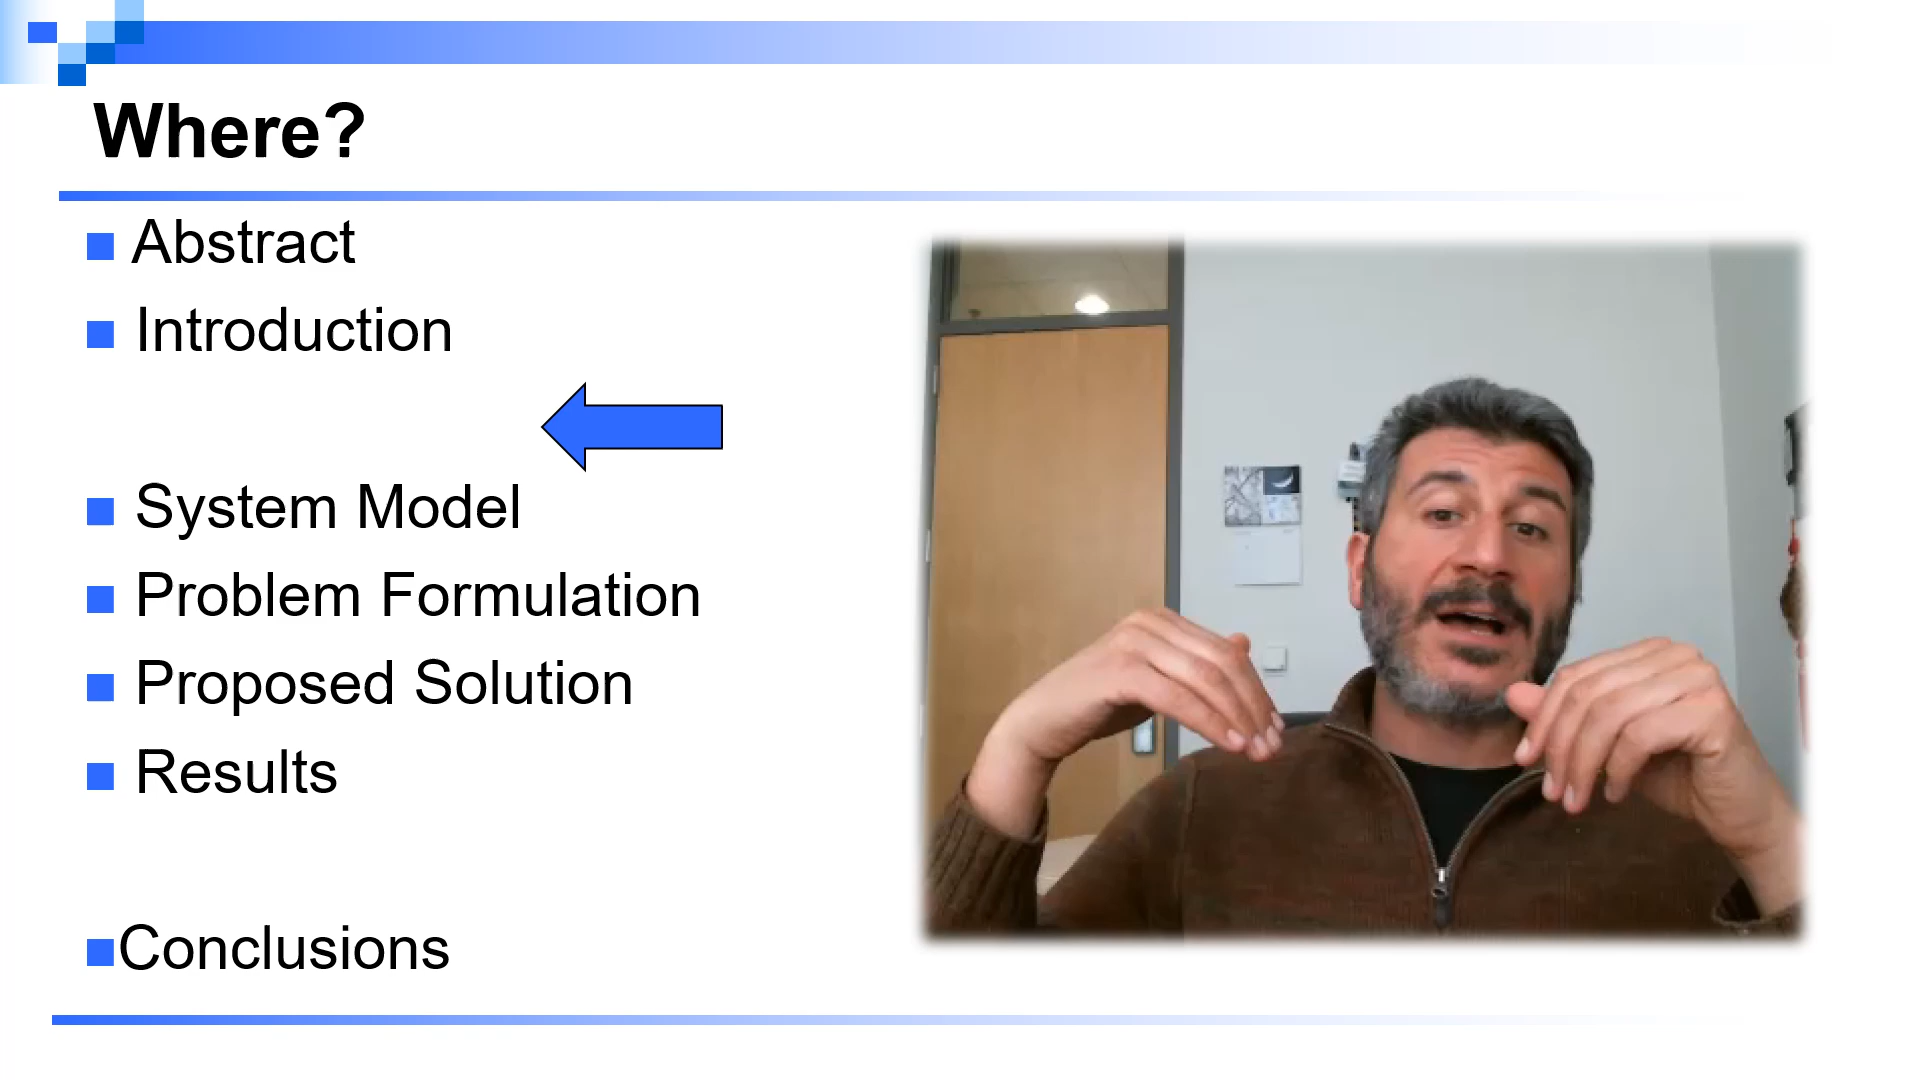 Where?
Abstract
Introduction
System Model
Problem Formulation
Proposed Solution
Results
Conclusions